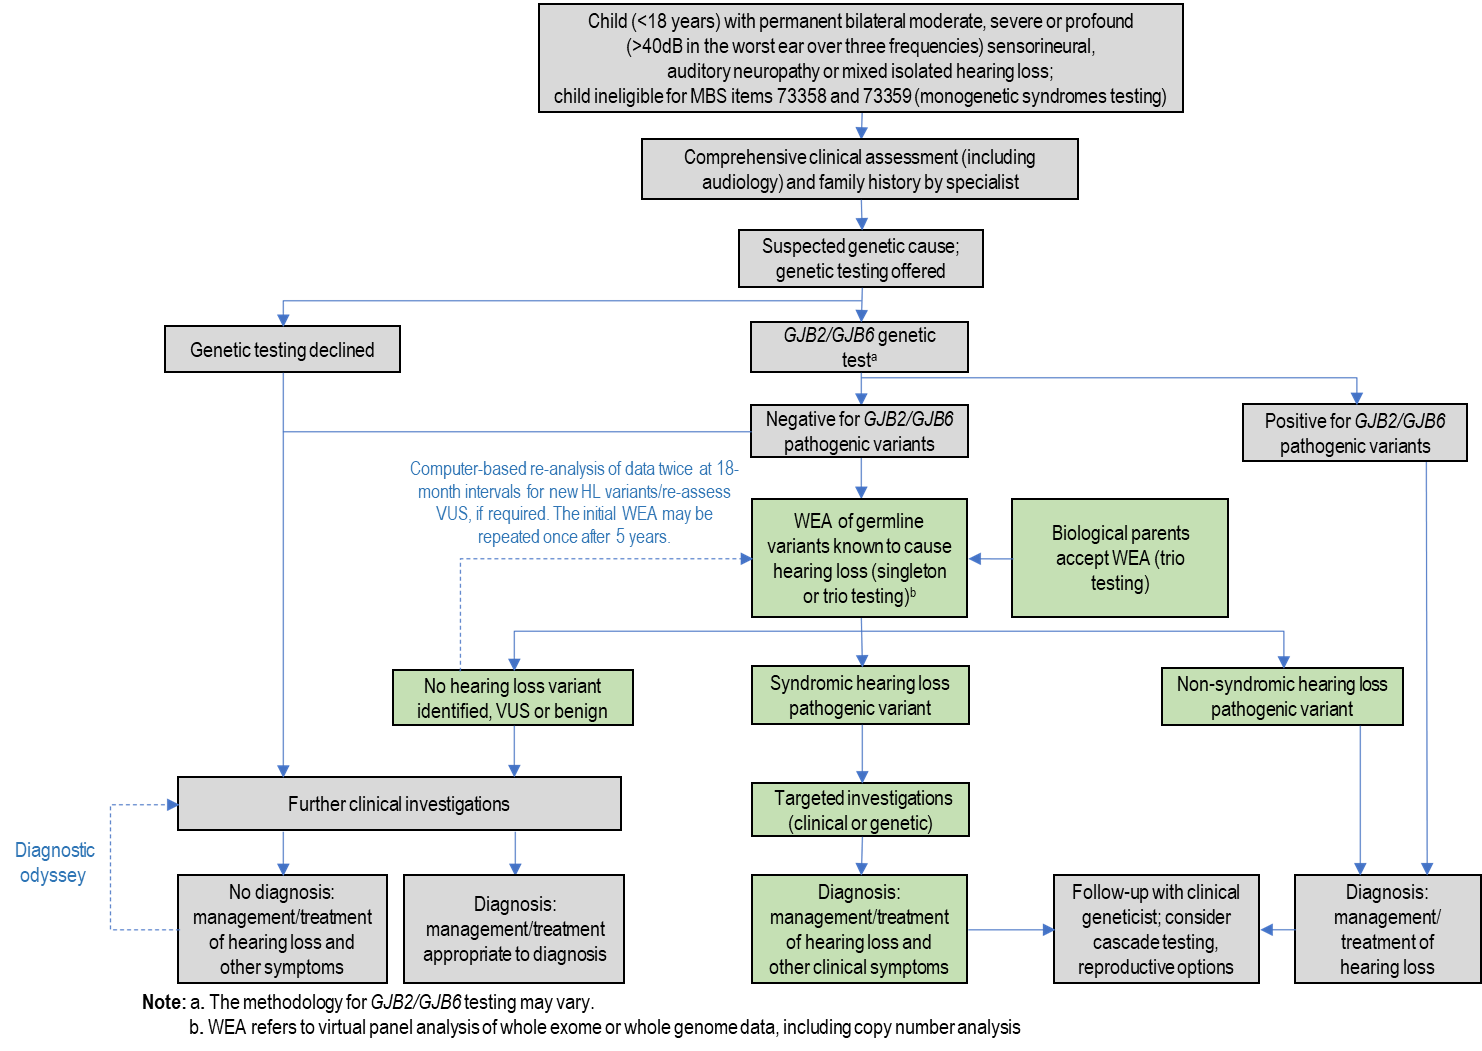 Child (<18 years) with permanent bilateral moderate, severe or profound
(>40dB in the worst ear over three frequencies) sensorineural,
auditory neuropathy or mixed isolated hearing loss;
child ineligible for MBS items 73358 and 73359 (monogenetic syndromes testing)
Comprehensive clinical assessment (including
audiology) and family history by specialist
Suspected genetic cause;
genetic testing offered
Genetic testing declined
GJB2/GJB6 genetic
testᵃ
Negative for GJB2/GJB6
pathogenic variants
Positive for GJB2/GJB6
pathogenic variants
Computer-based re-analysis of data twice at 18-
month intervals for new HL variants/re-assess
VUS, if required. The initial WEA may be
repeated once after 5 years.
WEA of germline
variants known to cause
hearing loss (singleton
or trio testing)ᵇ
Biological parents
accept WEA (trio
testing)
No hearing loss variant
identified, VUS or benign
Syndromic hearing loss
pathogenic variant
Non-syndromic hearing loss
pathogenic variant
Further clinical investigations
Targeted investigations
(clinical or genetic)
Diagnostic
odyssey
No diagnosis:
management/treatment
of hearing loss and
other symptoms
Diagnosis:
management/treatment
appropriate to diagnosis
Diagnosis:
management/treatment
of hearing loss and
other clinical symptoms
Follow-up with clinical
geneticist; consider
cascade testing,
reproductive options
Diagnosis:
management/
treatment of
hearing loss
Note: a. The methodology for GJB2/GJB6 testing may vary.
b. WEA refers to virtual panel analysis of whole exome or whole genome data, including copy number analysis